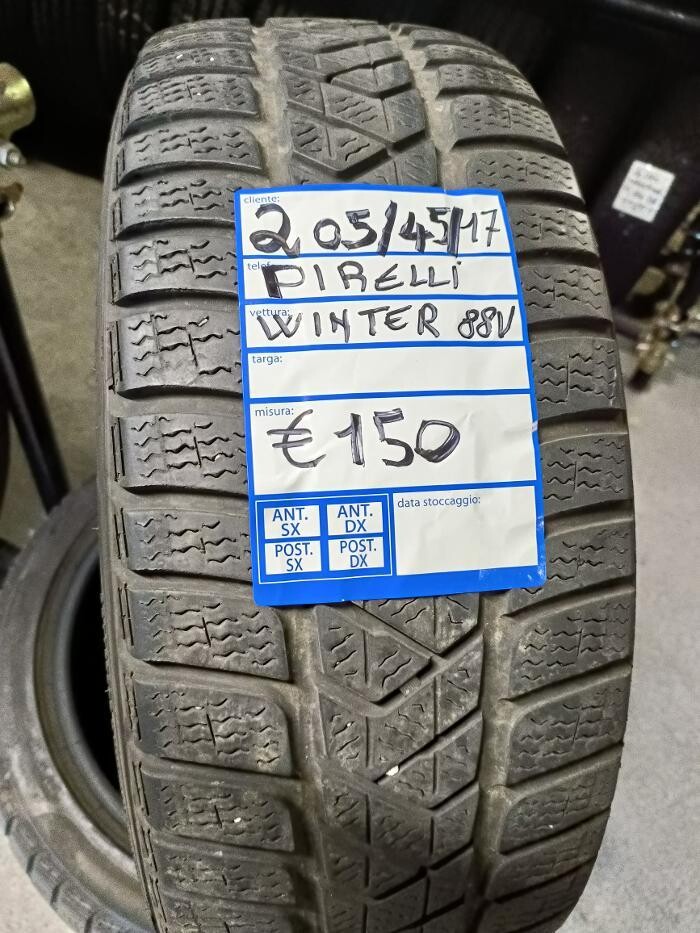 cliente:
205/45/17
PIRELLI
vettura:
WINTER 88V
targa:
misura:
€150
ANT. SX
ANT. DX
POST. SX
POST. DX
data stoccaggio: